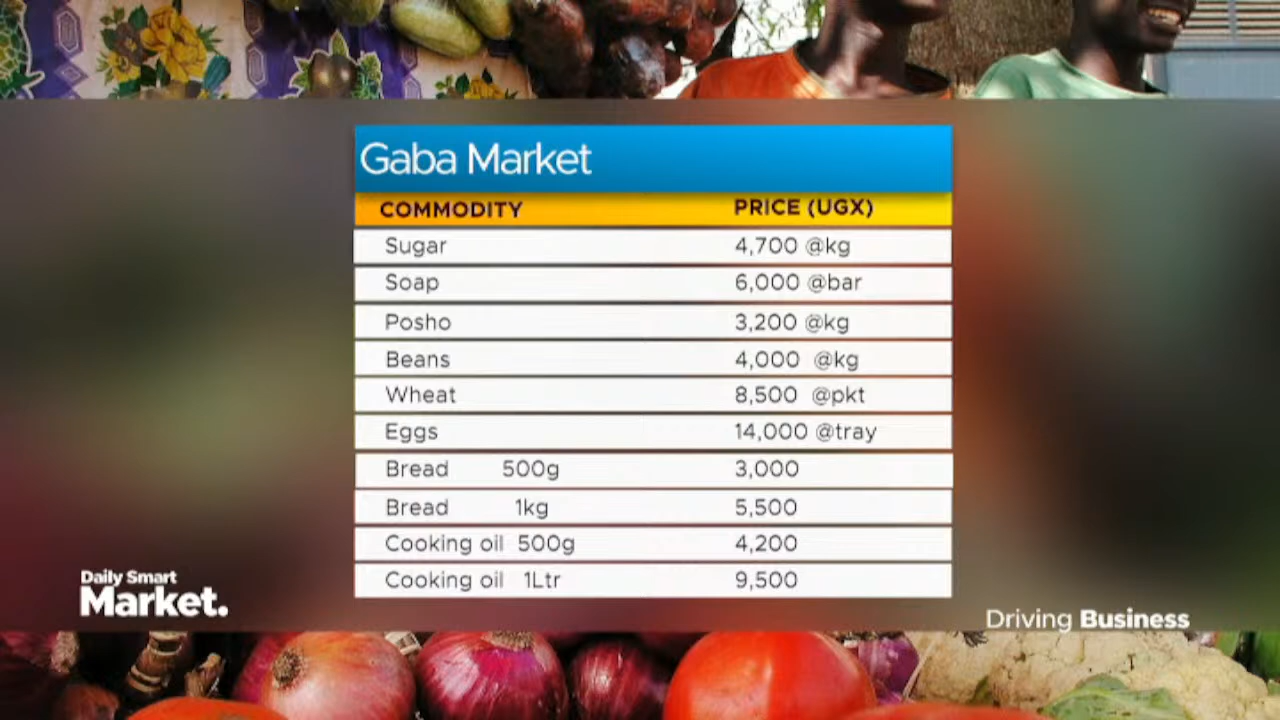 Gaba Market
COMMODITY PRICE (UGX)
Sugar 4,700 @kg
Soap 6,000 @bar
Posho 3,200 @kg
Beans 4,000 @kg
Wheat 8,500 @pkt
Eggs 14,000 @tray
Bread 500g 3,000
Bread 1kg 5,500
Cooking oil 500g 4,200
Cooking oil 1Ltr 9,500
Daily Smart
Market.
Driving Business